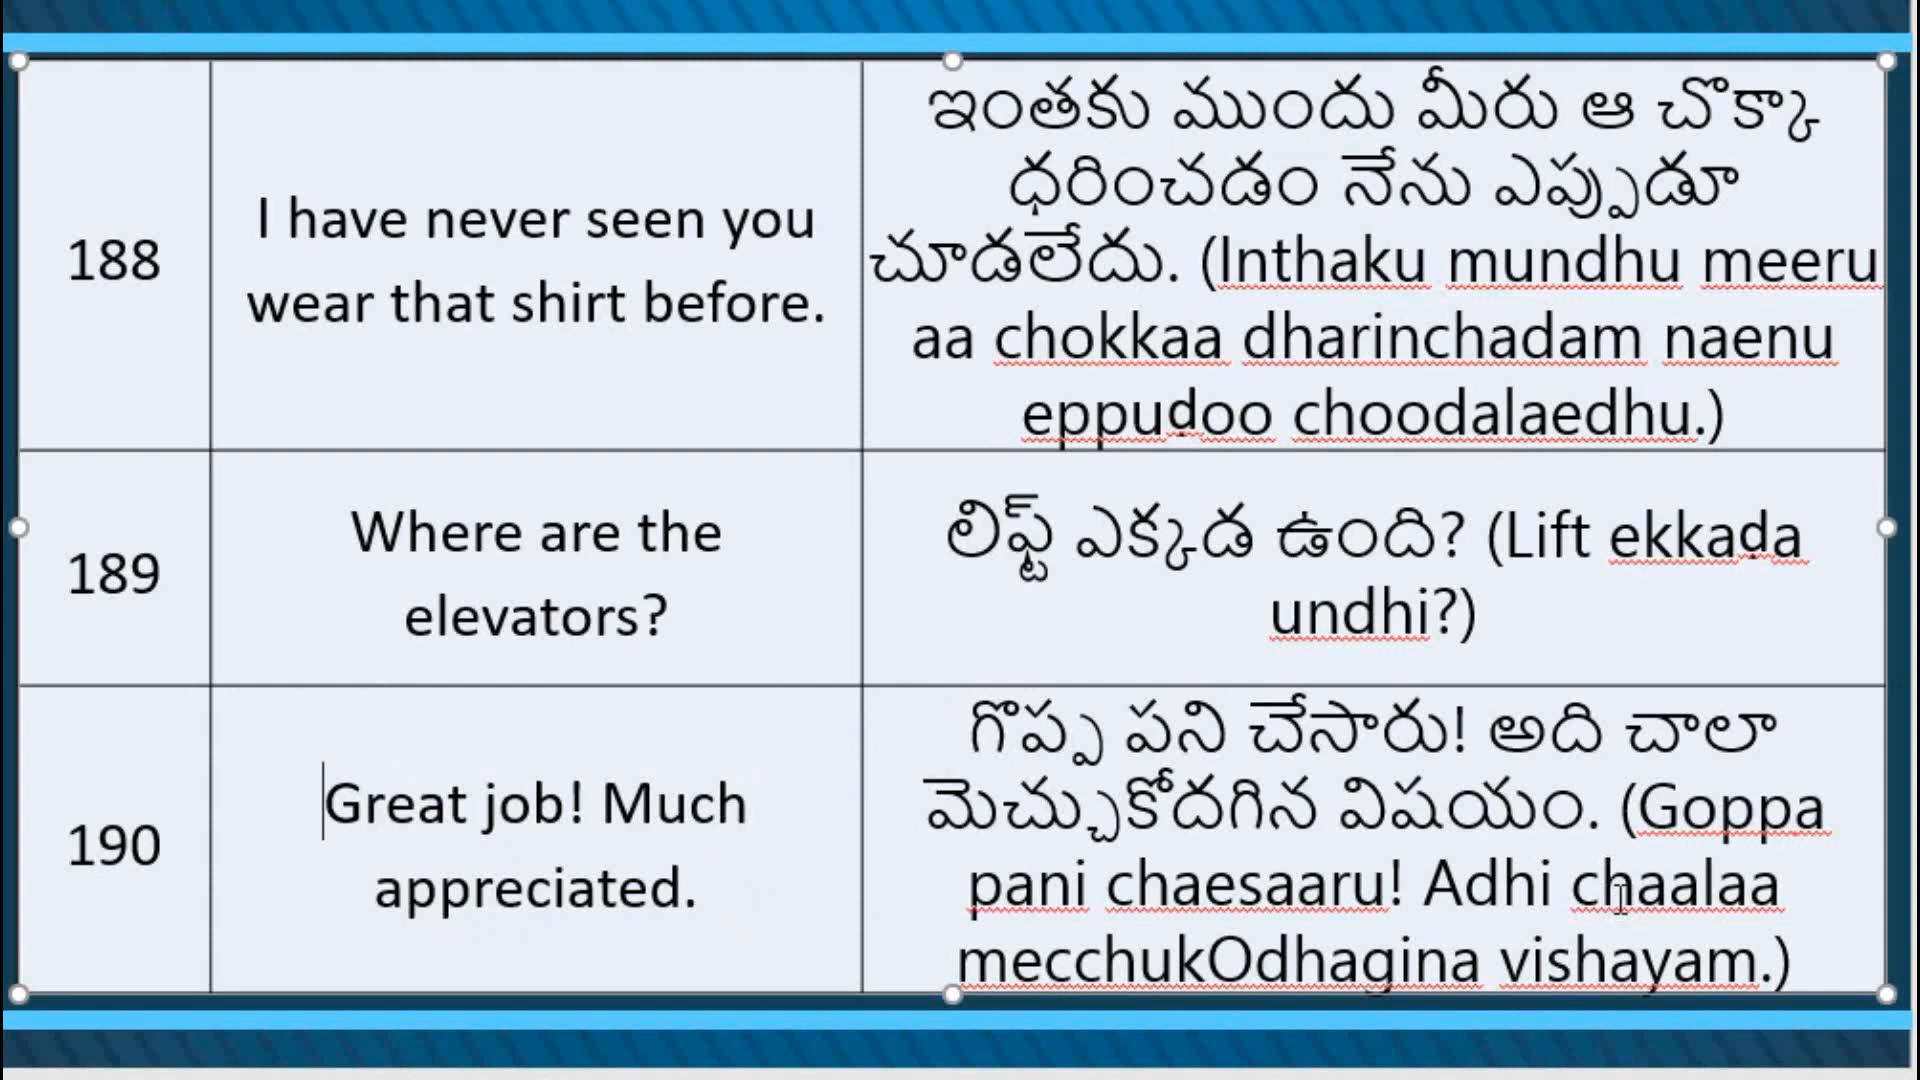 188
I have never seen you
wear that shirt before.
ఇంతకు ముందు మీరు ఆ చొక్కా
ధరించడం నేను ఎప్పుడూ
చూడలేదు. (Inthaku mundhu meeru
aa chokkaa dharinchadam naenu
eppuḍoo choodalaedhu.)
189
Where are the
elevators?
లిఫ్ట్ ఎక్కడ ఉంది? (Lift ekkaḍa
undhi?)
190
Great job! Much
appreciated.
గొప్ప పని చేసారు! అది చాలా
మెచ్చుకోదగిన విషయం. (Goppa
pani chaesaaru! Adhi chaalaa
mecchukOdhagina vishayam.)